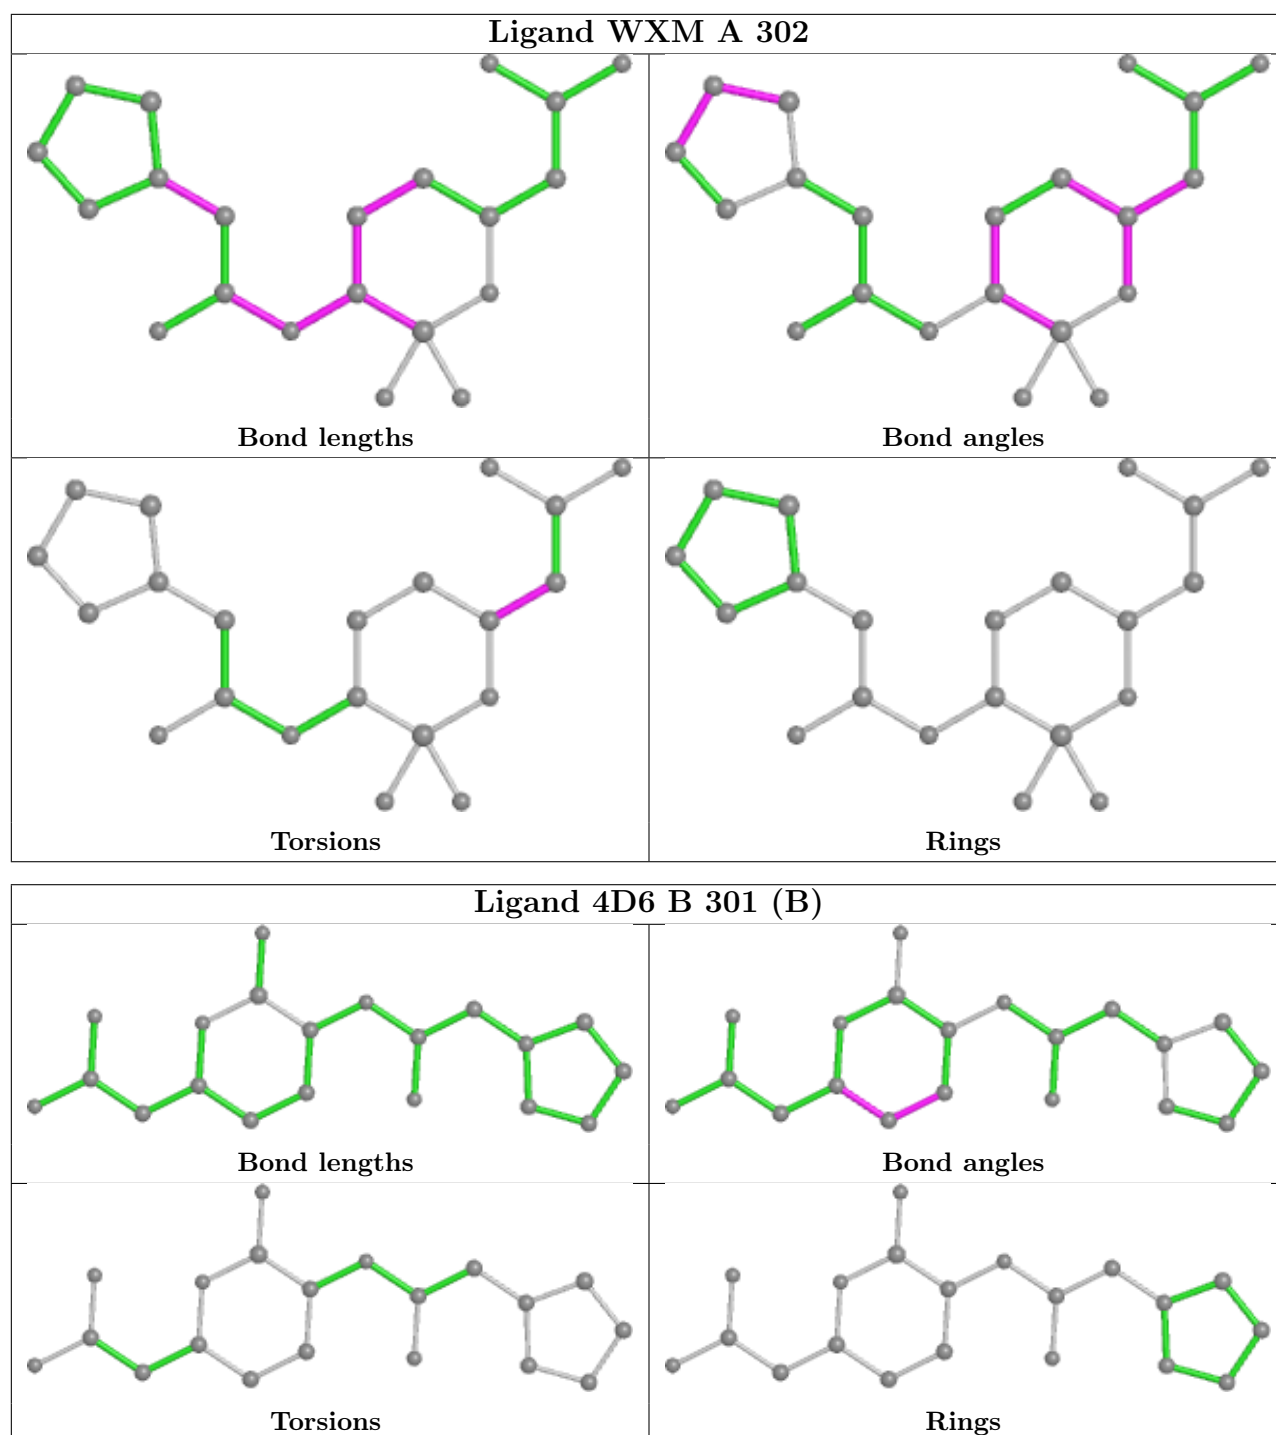 Ligand WXM A 302
Bond lengths
Bond angles
Torsions
Rings
Ligand 4D6 B 301 (B)
Bond lengths
Bond angles
Torsions
Rings